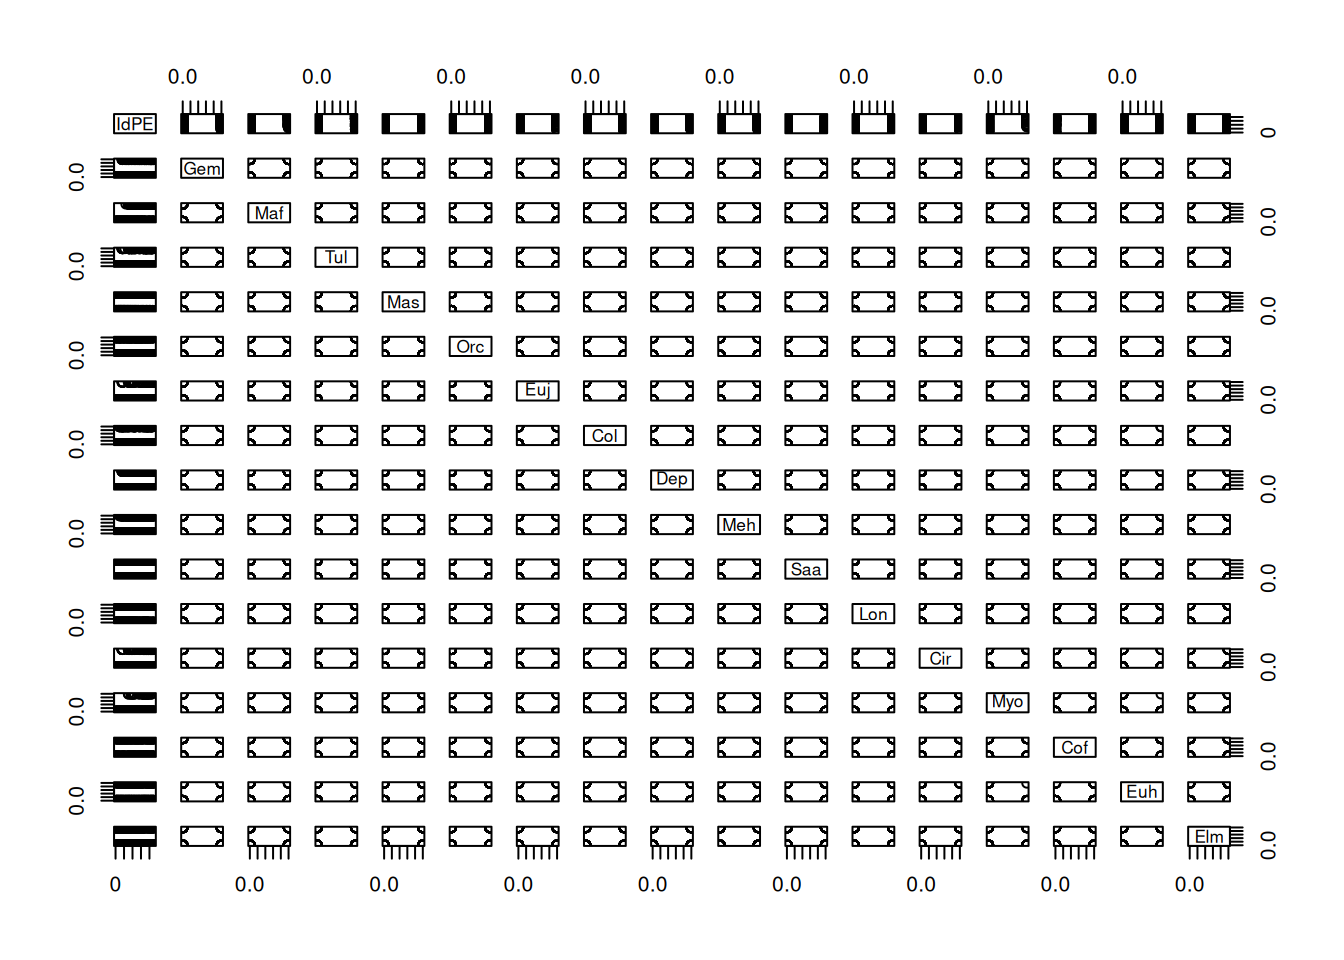 0.0 0.0 0.0 0.0 0.0 0.0 0.0 0.0
IdPE 0
0.0 Gem
Maf 0.0
0.0 Tul
Mas 0.0
0.0 Orc
Euj 0.0
0.0 Col
Dep 0.0
0.0 Meh
Saa 0.0
0.0 Lon
Cir 0.0
0.0 Myo
Cof 0.0
0.0 Euh
Elm 0.0
0 0.0 0.0 0.0 0.0 0.0 0.0 0.0 0.0